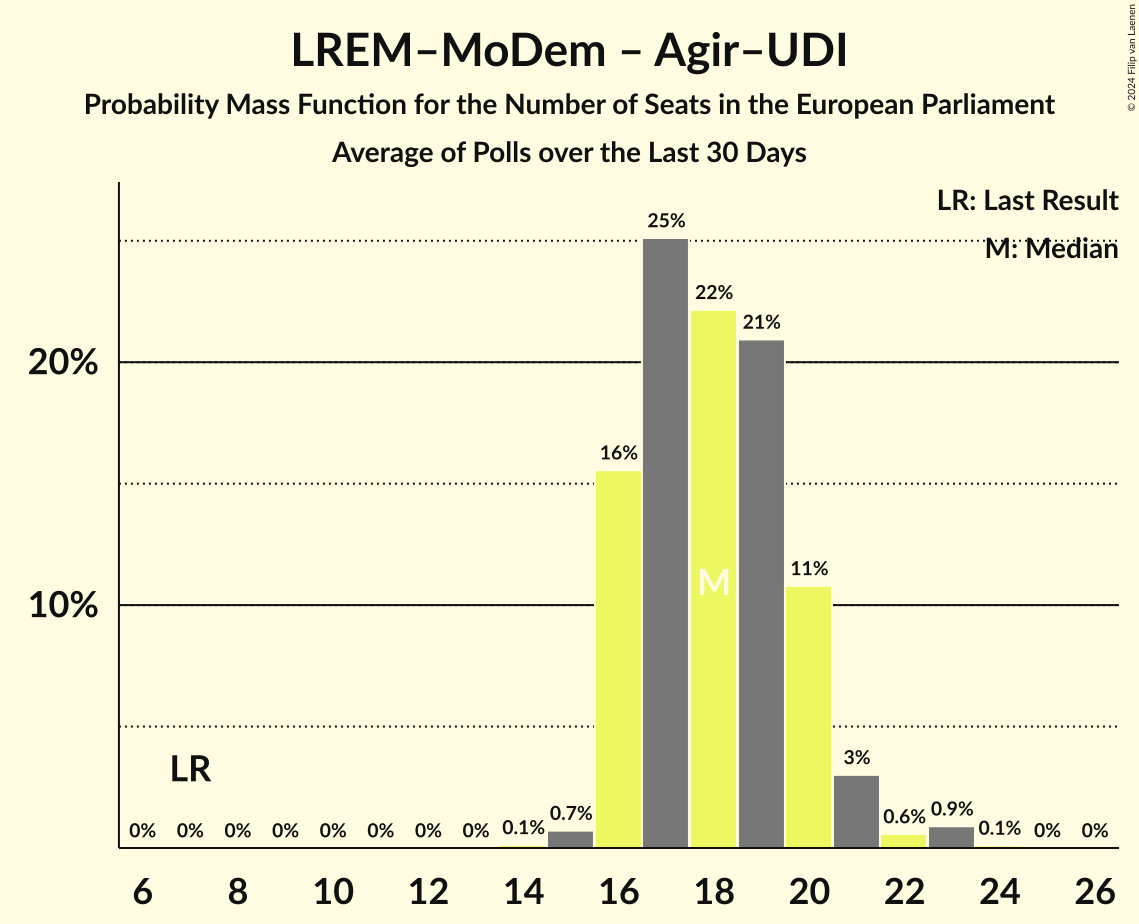 LREM–MoDem – Agir–UDI
Probability Mass Function for the Number of Seats in the European Parliament
Average of Polls over the Last 30 Days
© 2024 Filip van Laenen
LR: Last Result
M: Median
25%
22%
21%
20%
16%
11%
M
10%
LR
3%
0% 0% 0% 0% 0% 0% 0% 0% 0.1% 0.7% 0.6% 0.9% 0.1% 0% 0%
6 8 10 12 14 16 18 20 22 24 26